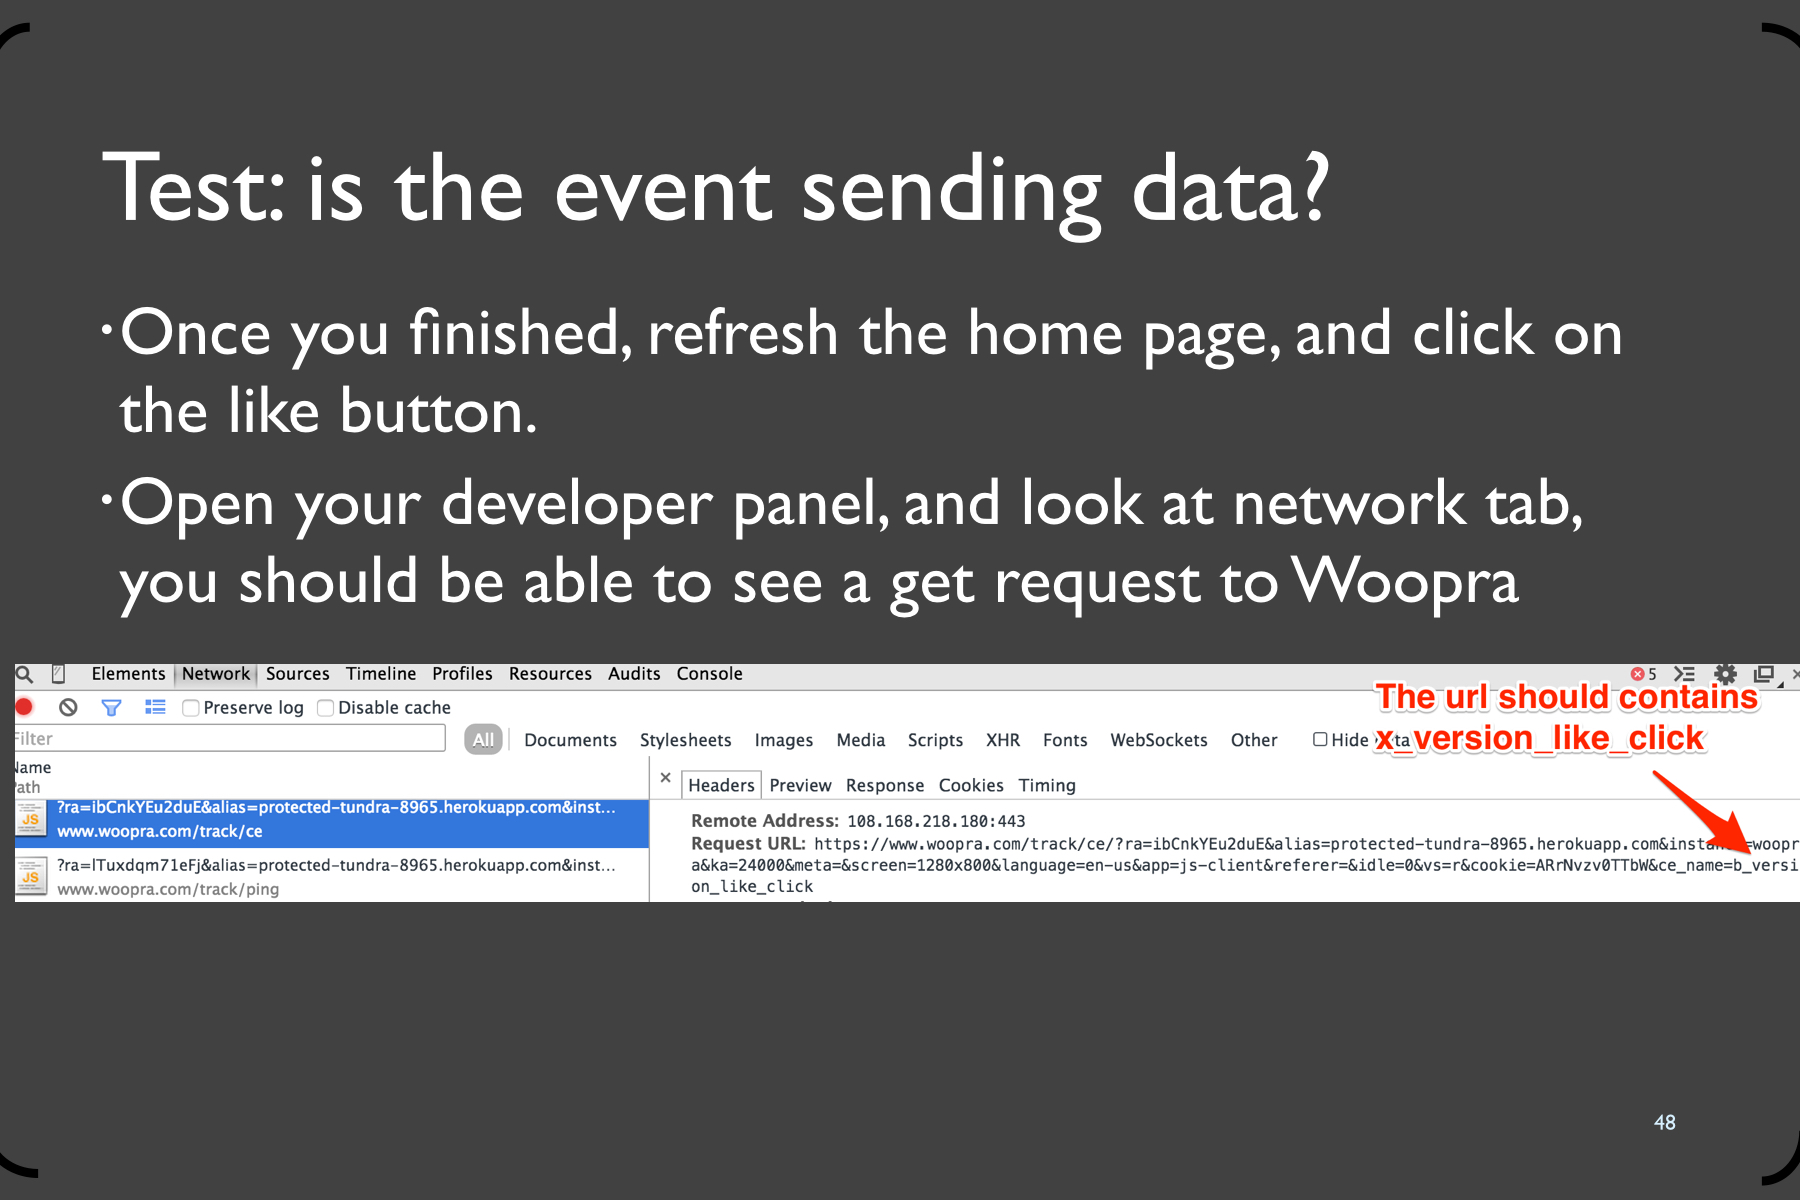 Test: is the event sending data?
•Once you finished, refresh the home page, and click on
the like button.
•Open your developer panel, and look at network tab,
you should be able to see a get request to Woopra
Elements Network Sources Timeline Profiles Resources Audits Console 5
Preserve log Disable cache
The url should contains
x_version_like_click
Filter All Documents Stylesheets Images Media Scripts XHR Fonts WebSockets Other Hide
Name
Path
Headers Preview Response Cookies Timing
?ra=ibCnkYEu2duE&alias=protected-tundra-8965.herokuapp.com&inst...
www.woopra.com/track/ce
?ra=lTuxdqm71eFj&alias=protected-tundra-8965.herokuapp.com&inst...
www.woopra.com/track/ping
Remote Address: 108.168.218.180:443
Request URL: https://www.woopra.com/track/ce/?ra=ibCnkYEu2duE&alias=protected-tundra-8965.herokuapp.com&instance=woopr
a&ka=24000&meta=&screen=1280x800&language=en-us&app=js-client&referer=&idle=0&vs=r&cookie=ARrNvzv0TTbW&ce_name=b_versi
on_like_click
48